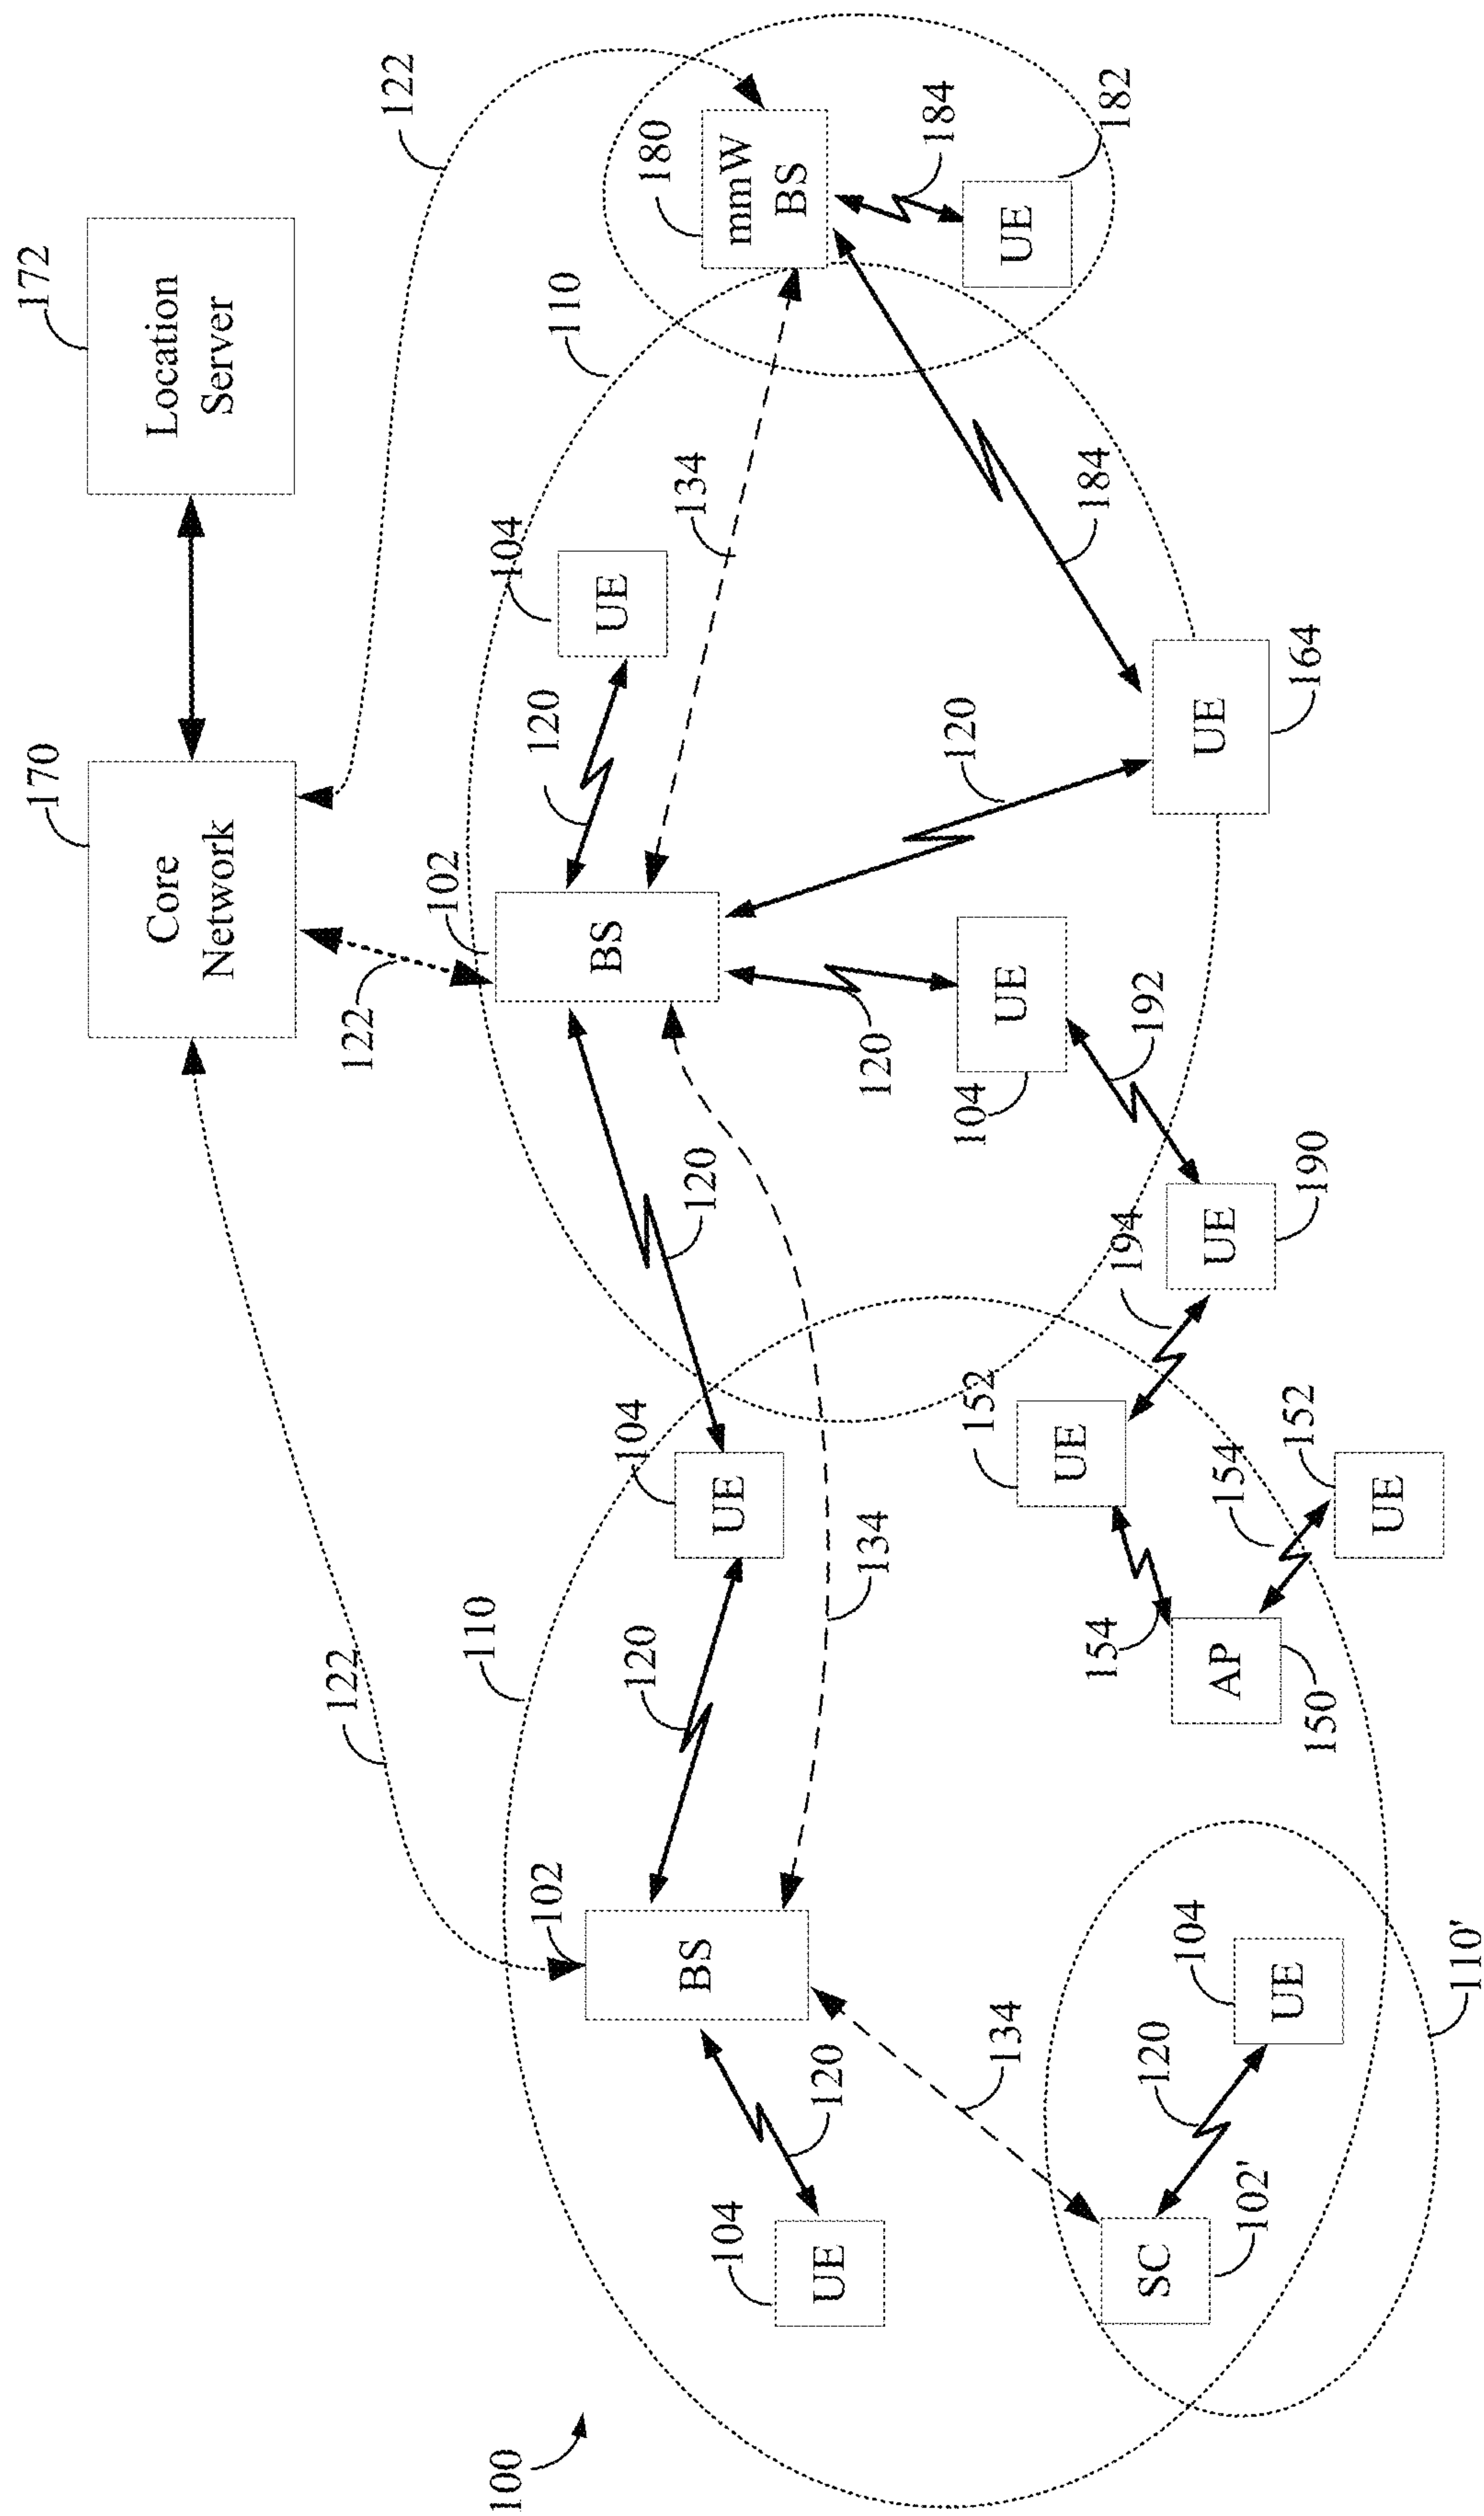 172
Location
Server
170
Core
Network
122
122
122
180
mmW
BS
184
UE
182
110
134
104
UE
120
102
BS
184
120
UE
164
120
UE
104
192
120
134
104
UE
120
110
102
BS
194
UE
190
152
UE
154
154
152
UE
AP
150
120
104
UE
134
104
UE
120
SC
102'
110'
100